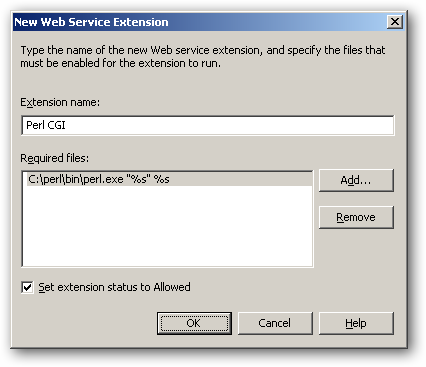 New Web Service Extension
Type the name of the new Web service extension, and specify the files that
must be enabled for the extension to run.
Extension name:
Perl CGI
Required files:
C:\perl\bin\perl.exe "%s" %s
Add...
Remove
Set extension status to Allowed
OK
Cancel
Help